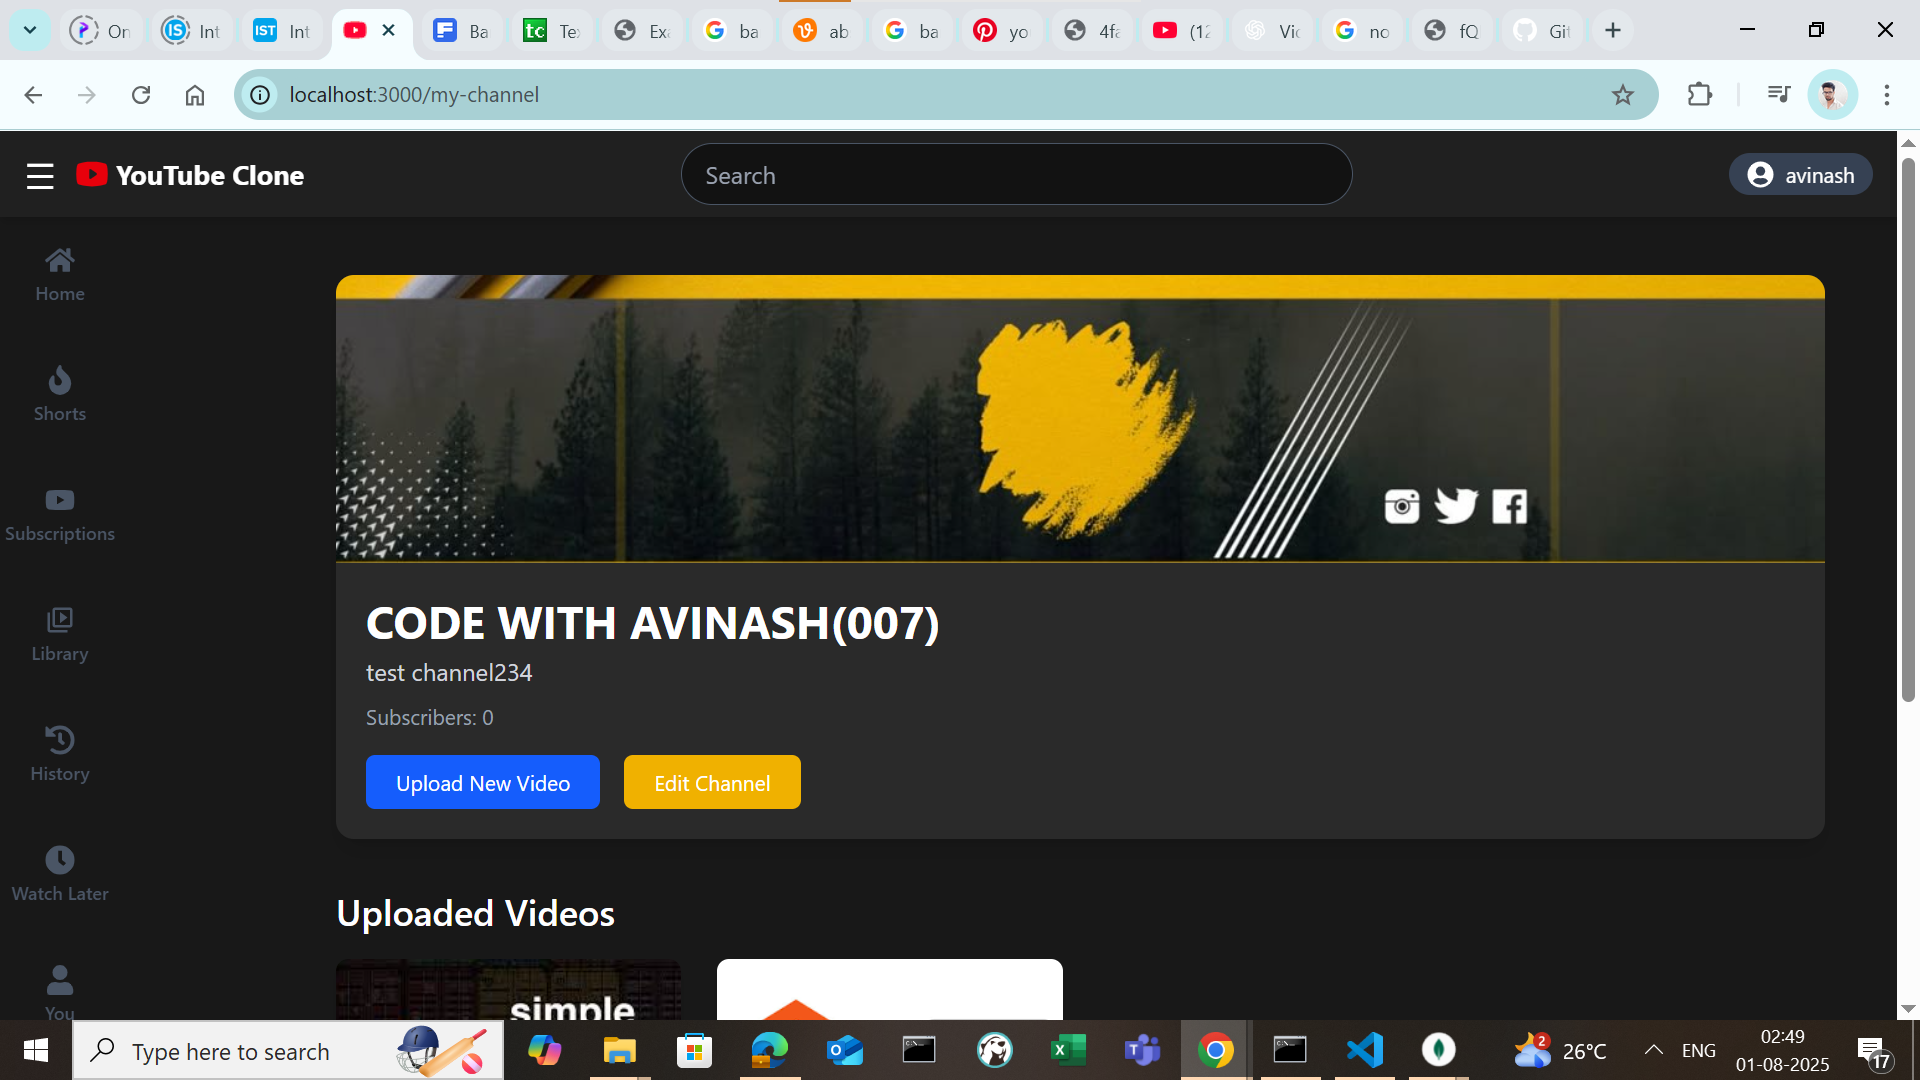 On
Int
IST
Int
Ba
tc
Te
Ex
ba
ab
ba
yo
4fa
(12
Vic
no
fQ
Git
localhost:3000/my-channel
YouTube Clone
Search
avinash
Home
Shorts
Subscriptions
Library
History
Watch Later
You
CODE WITH AVINASH(007)
test channel234
Subscribers: 0
Upload New Video
Edit Channel
Uploaded Videos
simple
Type here to search
2
26°C
ENG
02:49
01-08-2025
17